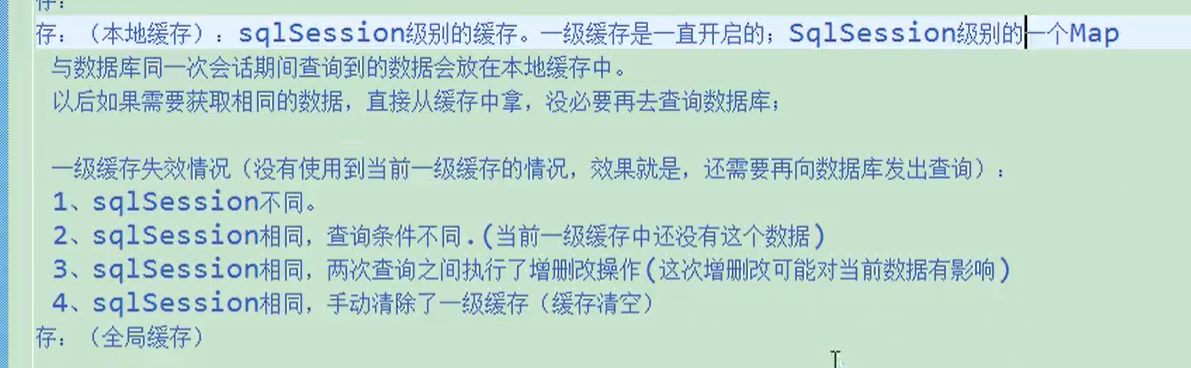 存:
存:（本地缓存）: sqlSession级别的缓存。一级缓存是一直开启的; SqlSession级别的一个Map
与数据库同一次会话期间查询到的数据会放在本地缓存中。
以后如果需要获取相同的数据, 直接从缓存中拿, 没必要再去查询数据库;
一级缓存失效情况（没有使用到当前一级缓存的情况, 效果就是, 还需要再向数据库发出查询）:
1、sqlSession不同。
2、sqlSession相同, 查询条件不同.(当前一级缓存中还没有这个数据)
3、sqlSession相同, 两次查询之间执行了增删改操作(这次增删改可能对当前数据有影响)
4、sqlSession相同, 手动清除了一级缓存（缓存清空）
存:（全局缓存）